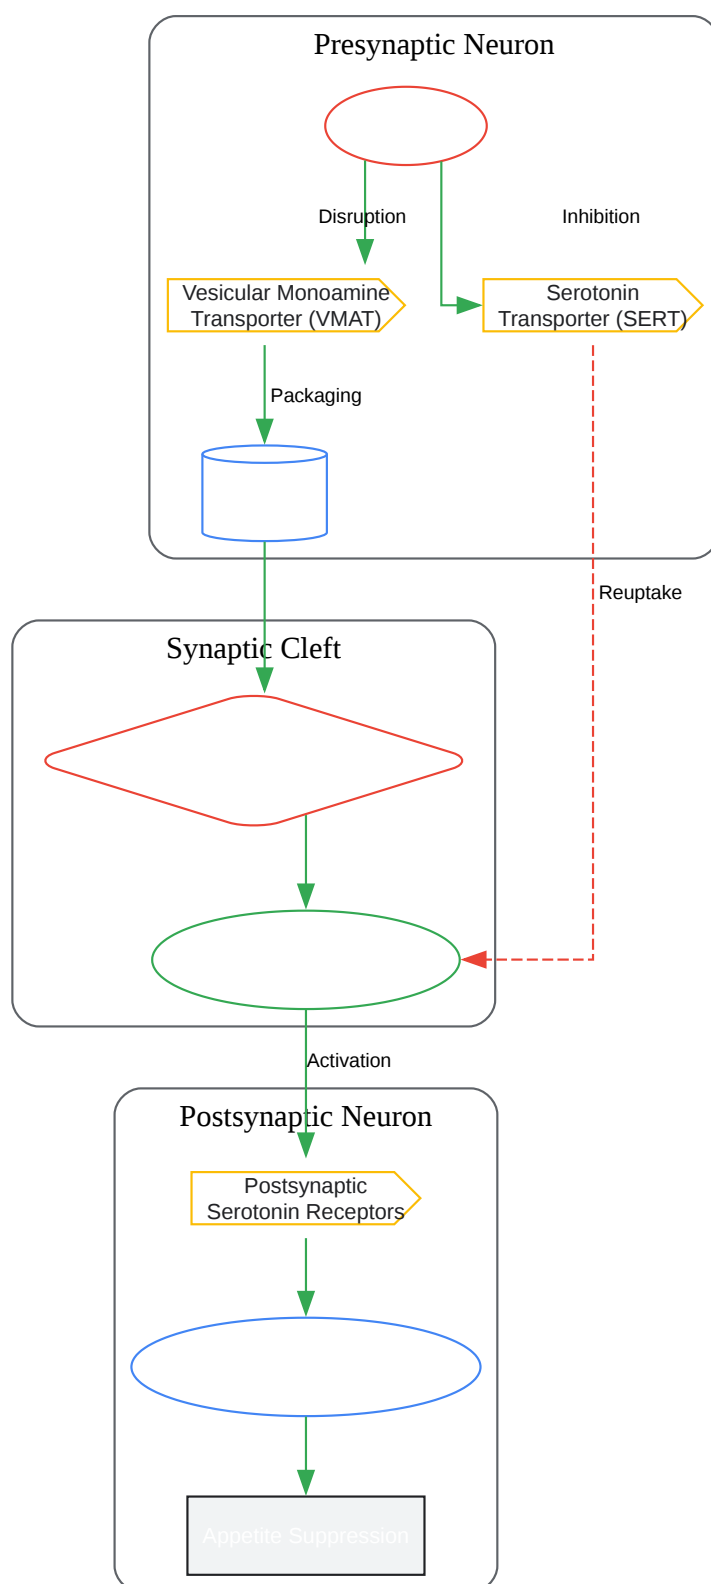 Presynaptic Neuron
Disruption
Inhibition
Vesicular Monoamine
Transporter (VMAT)
Serotonin
Transporter (SERT)
Packaging
Reuptake
Synaptic Cleft
Activation
Postsynaptic Neuron
Postsynaptic
Serotonin Receptors
Appetite Suppression